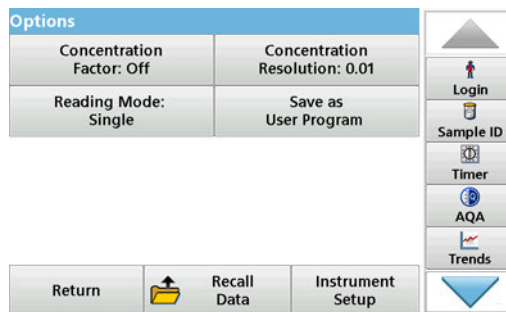 Options
Concentration
Factor: Off
Concentration
Resolution: 0.01
Reading Mode:
Single
Save as
User Program
Return
Recall
Data
Instrument
Setup
Login
Sample ID
Timer
AQA
Trends